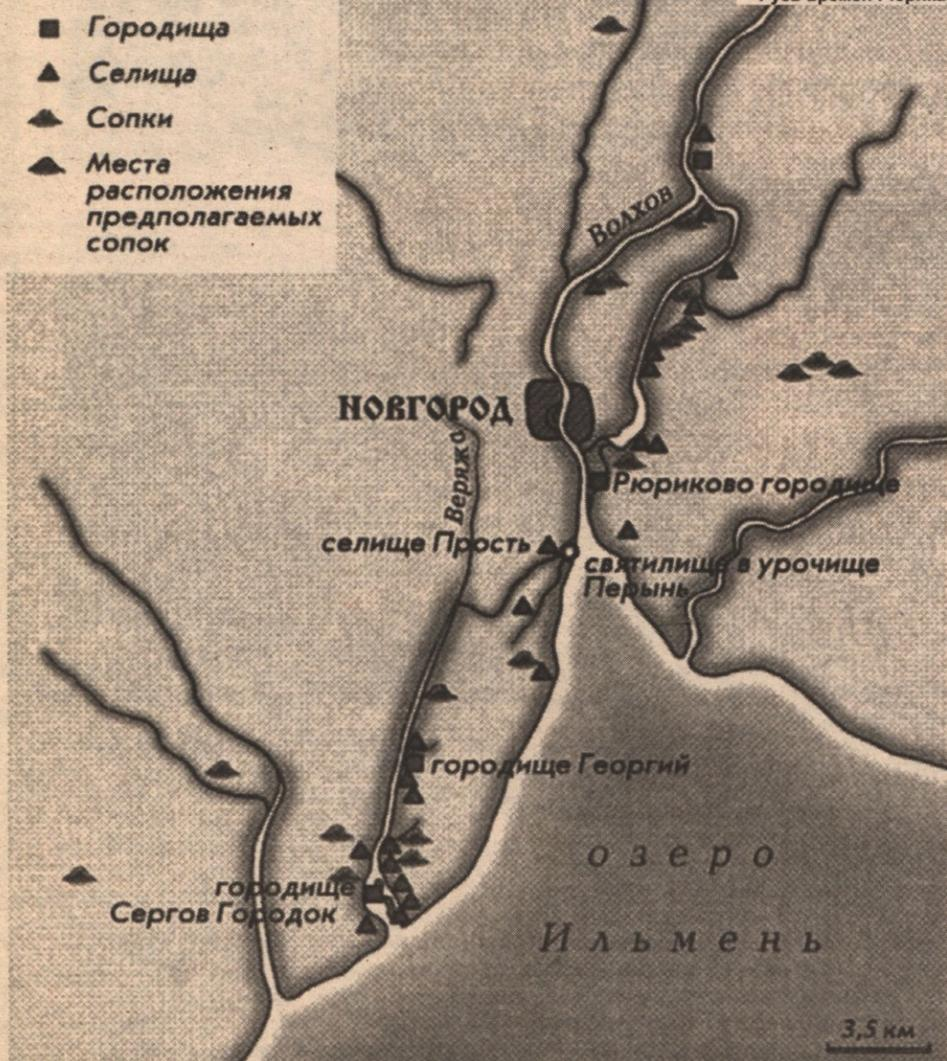 Городища
Селища
Сопки
Места
расположения
предполагаемых
сопок
Волхов
НОВГОРОД
Веряжа
Рюриково городище
селище Прость
святилище в урочище
Перынь
городище Георгий
городище
Сергов Городок
озеро
Ильмень
3,5 км